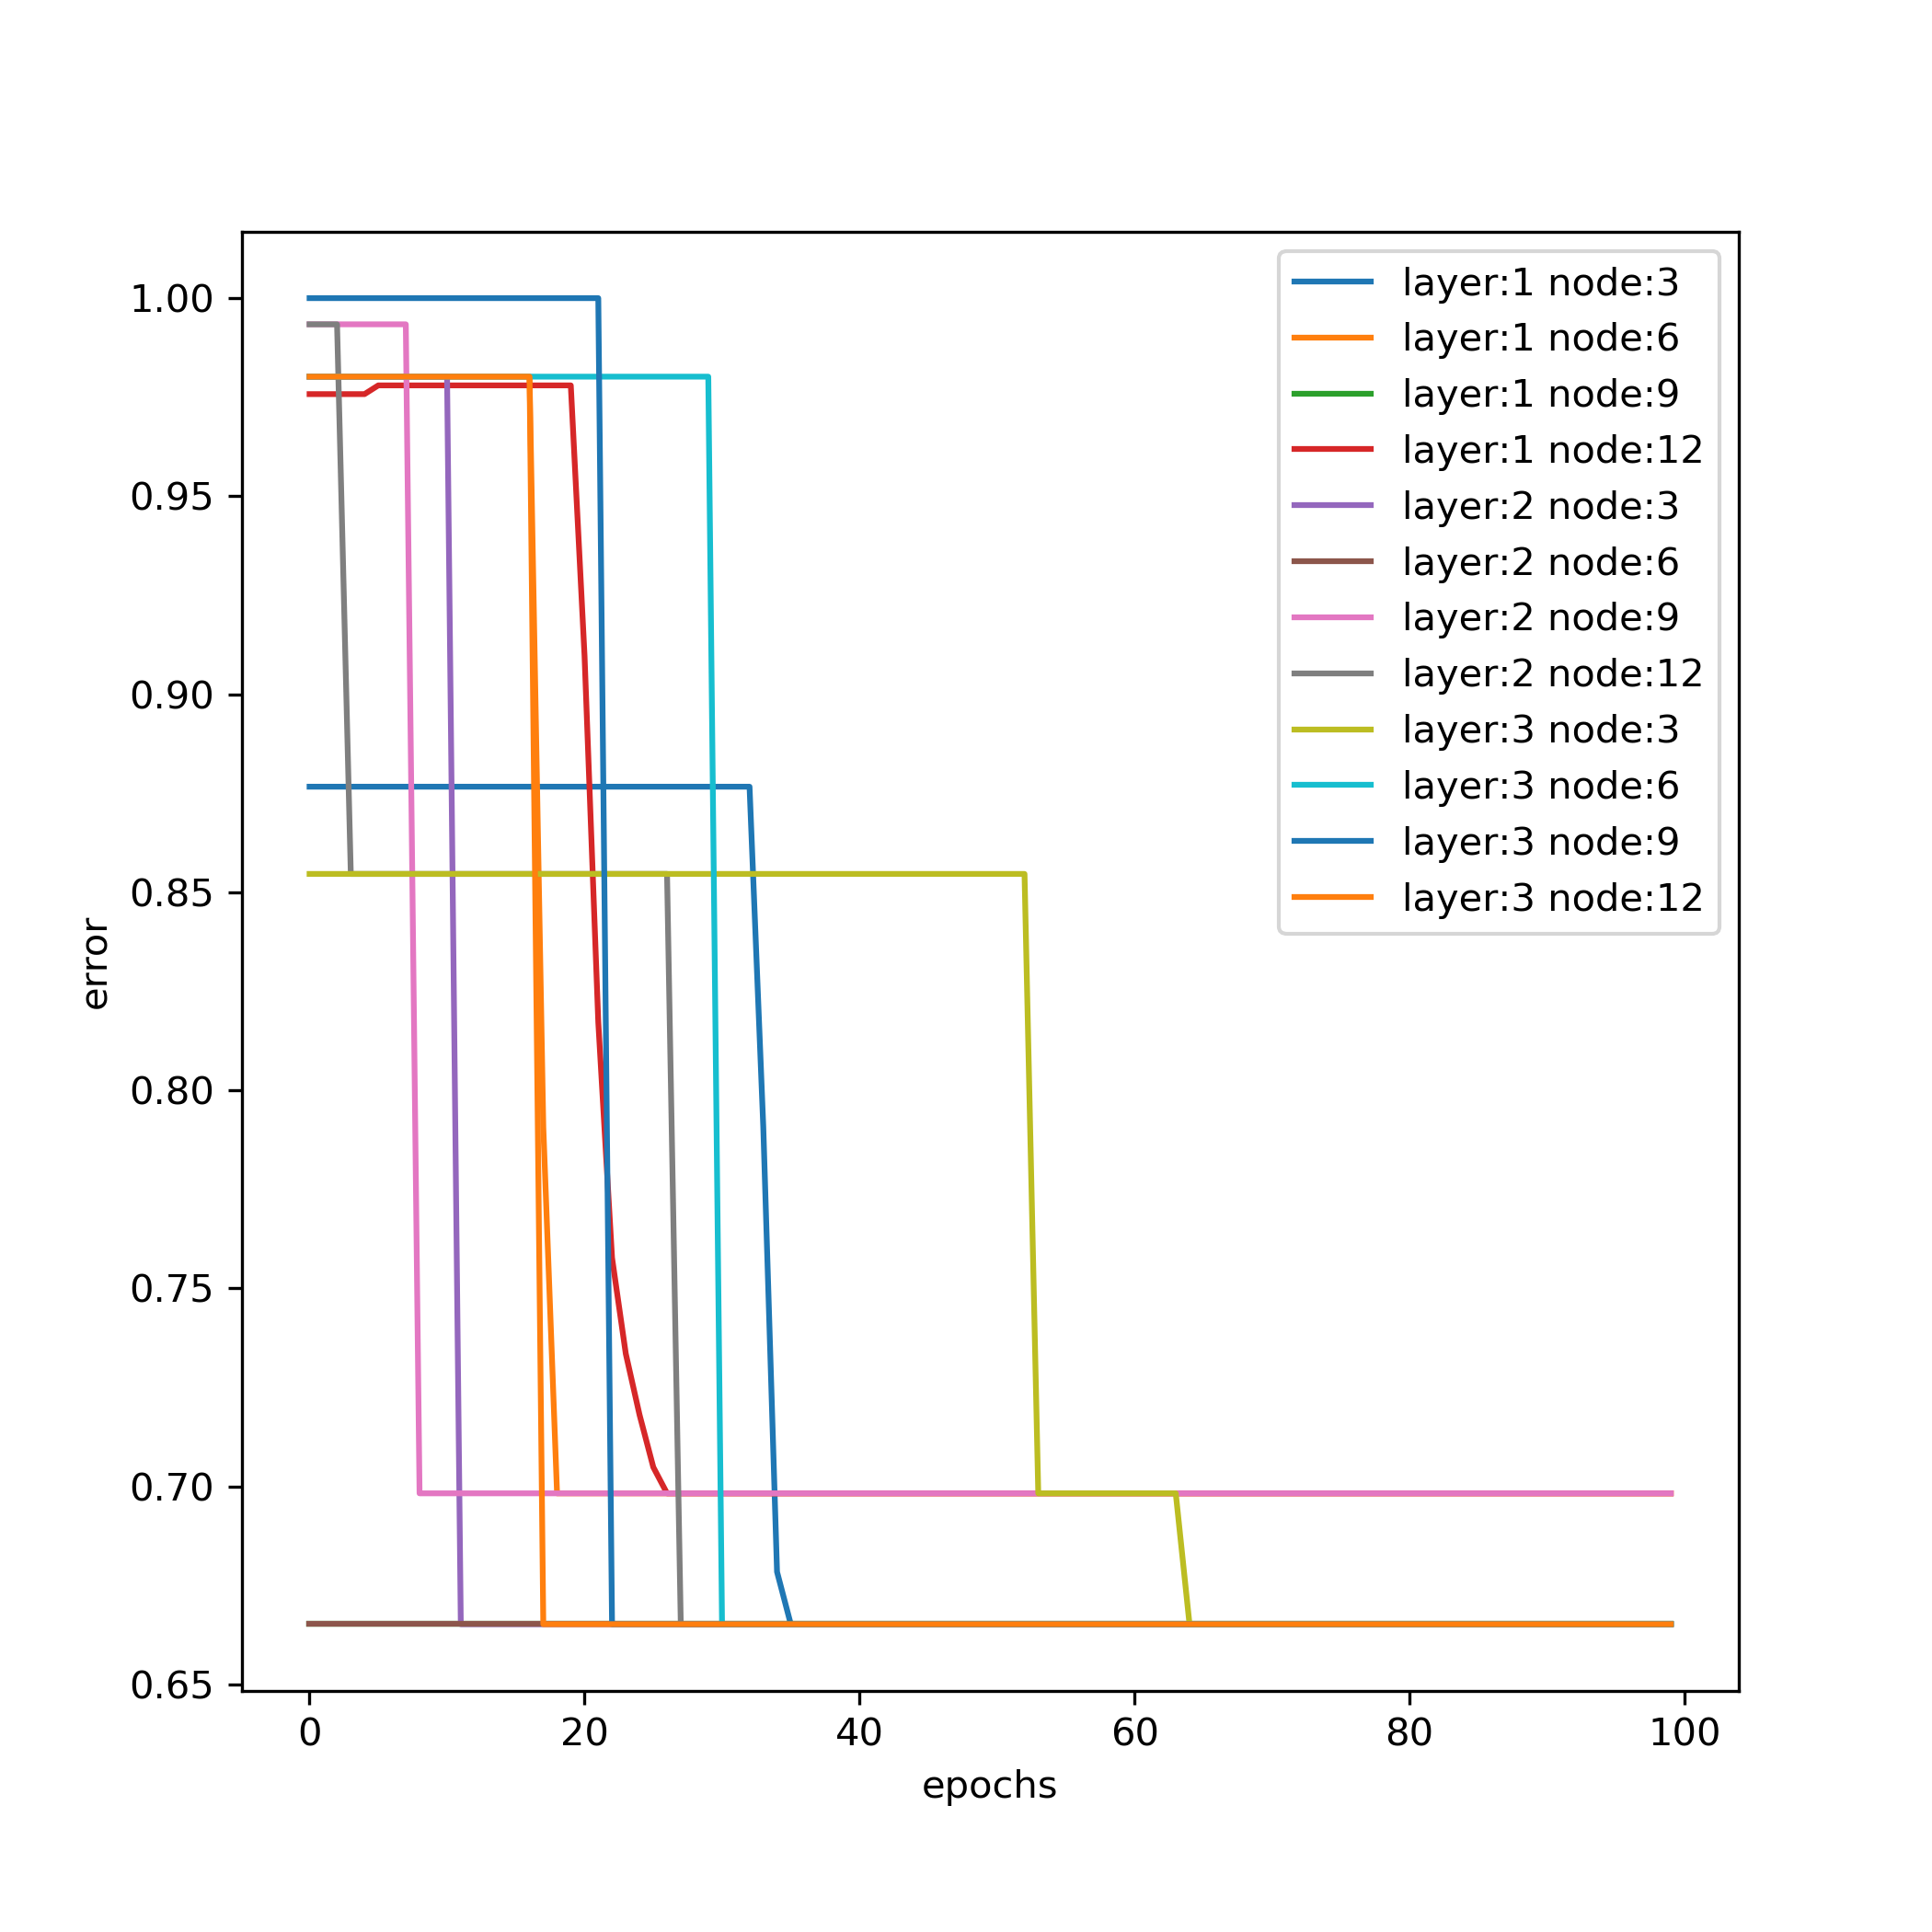 1.00
0.95
0.90
0.85
0.80
0.75
0.70
0.65
error
0
20
40
60
80
100
epochs
layer:1 node:3
layer:1 node:6
layer:1 node:9
layer:1 node:12
layer:2 node:3
layer:2 node:6
layer:2 node:9
layer:2 node:12
layer:3 node:3
layer:3 node:6
layer:3 node:9
layer:3 node:12